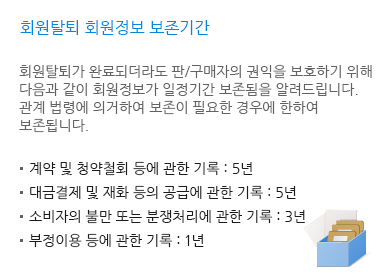 회원탈퇴 회원정보 보존기간
회원탈퇴가 완료되더라도 판/구매자의 권익을 보호하기 위해
다음과 같이 회원정보가 일정기간 보존됨을 알려드립니다.
관계 법령에 의거하여 보존이 필요한 경우에 한하여
보존됩니다.
▪ 계약 및 청약철회 등에 관한 기록 : 5년
▪ 대금결제 및 재화 등의 공급에 관한 기록 : 5년
▪ 소비자의 불만 또는 분쟁처리에 관한 기록 : 3년
▪ 부정이용 등에 관한 기록 : 1년